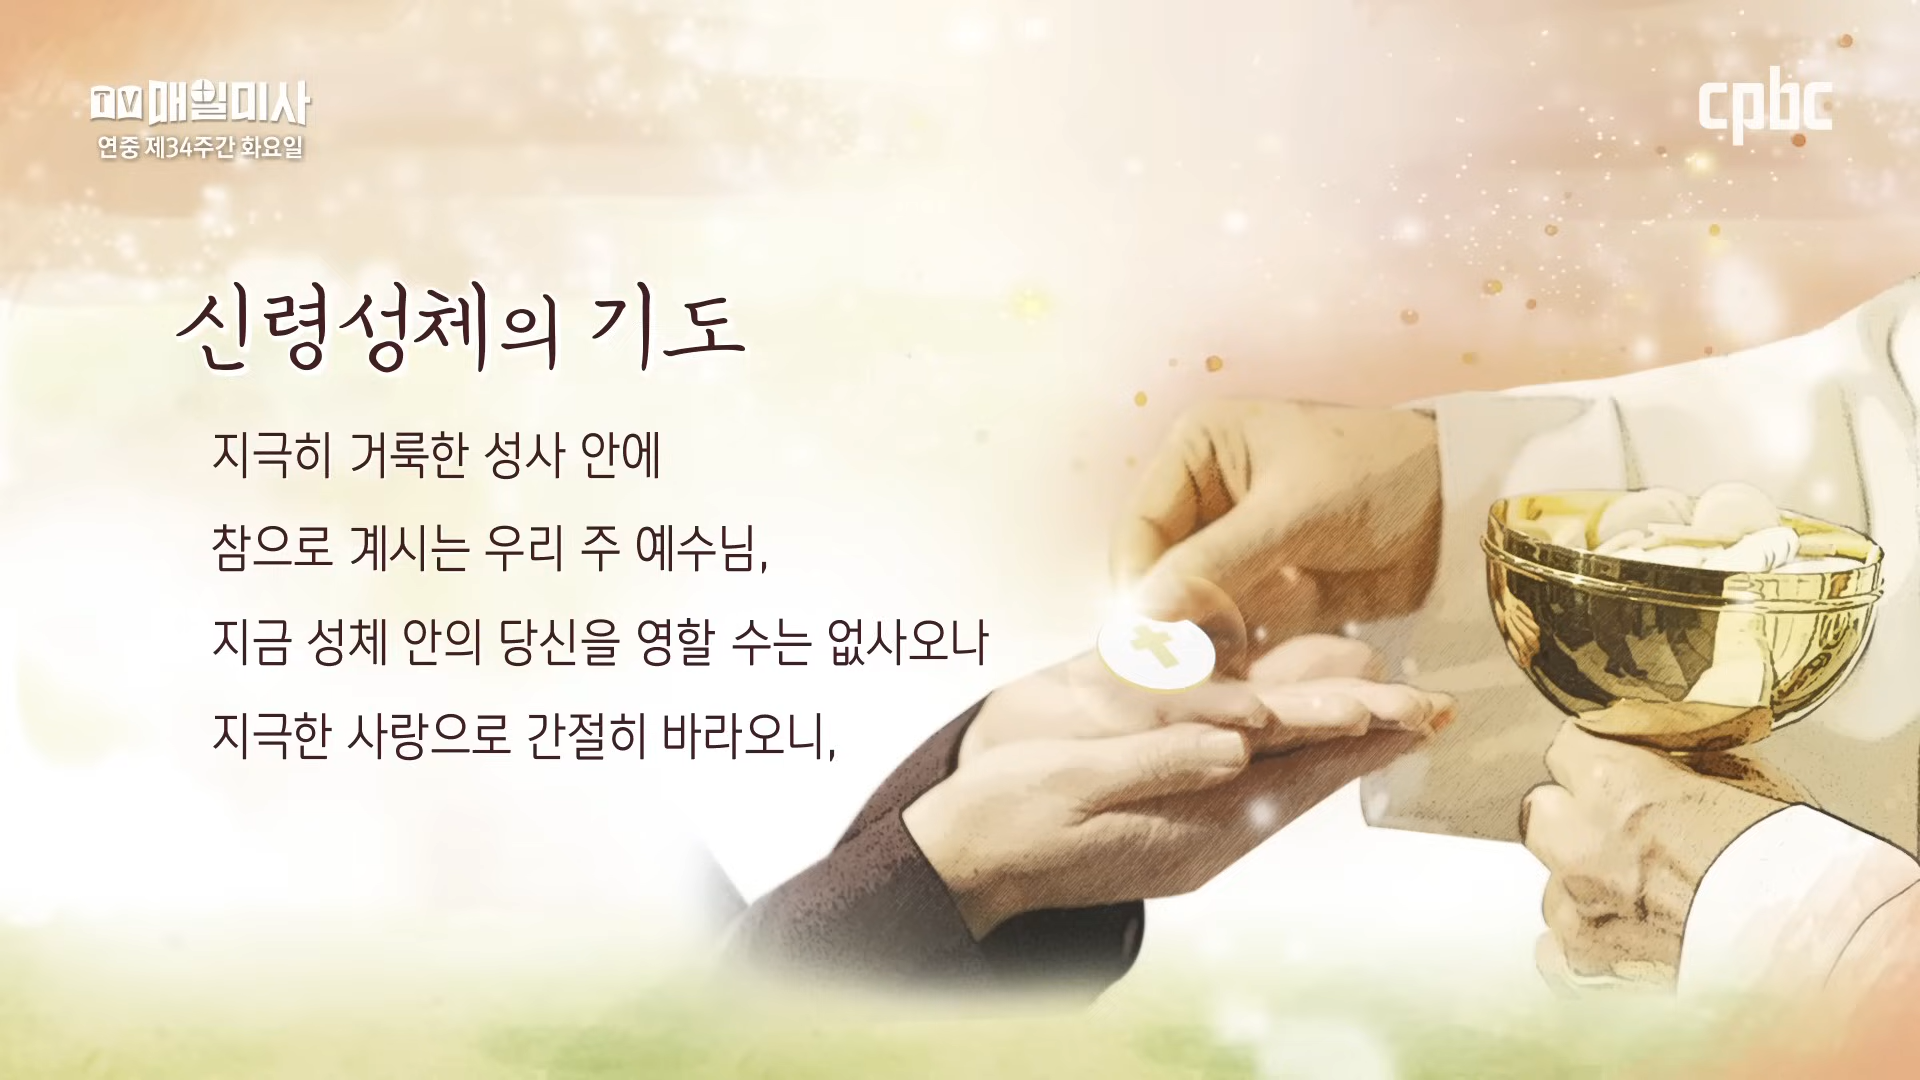 TV매일미사
연중 제34주간 화요일
cpbc
신령성체의 기도
지극히 거룩한 성사 안에
참으로 계시는 우리 주 예수님,
지금 성체 안의 당신을 영할 수는 없사오나
지극한 사랑으로 간절히 바라오니,